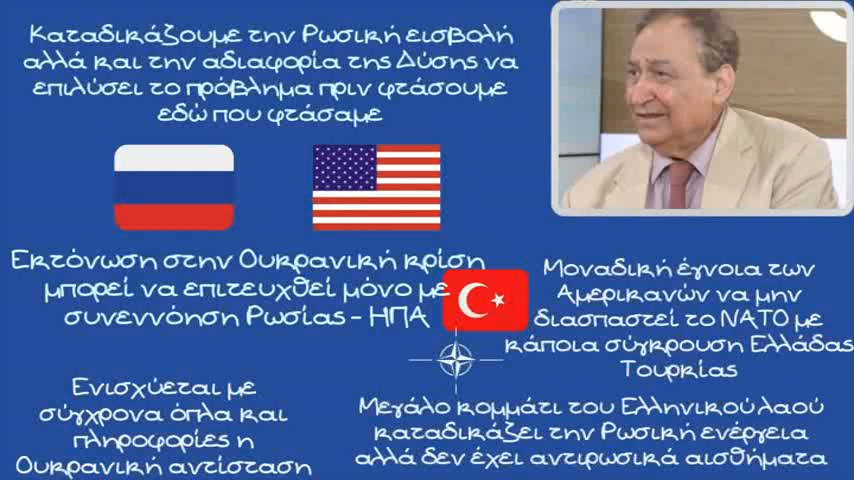 Καταδικάζουμε την Ρωσική εισβολή
αλλά και την αδιαφορία της Δύσης να
επιλύσει το πρόβλημα πριν φτάσουμε
εδώ που φτάσαμε
Εκτόνωση στην Ουκρανική κρίση
μπορεί να επιτευχθεί μόνο με
συνεννόηση Ρωσίας - ΗΠΑ
Μοναδική έγνοια των
Αμερικανών να μην
διασπαστεί το ΝΑΤΟ με
κάποια σύγκρουση Ελλάδας
Τουρκίας
Ενισχύεται με
σύγχρονα όπλα και
πληροφορίες η
Ουκρανική αντίσταση
Μεγάλο κομμάτι του Ελληνικού λαού
καταδικάζει την Ρωσική ενέργεια
αλλά δεν έχει αντιρωσικά αισθήματα